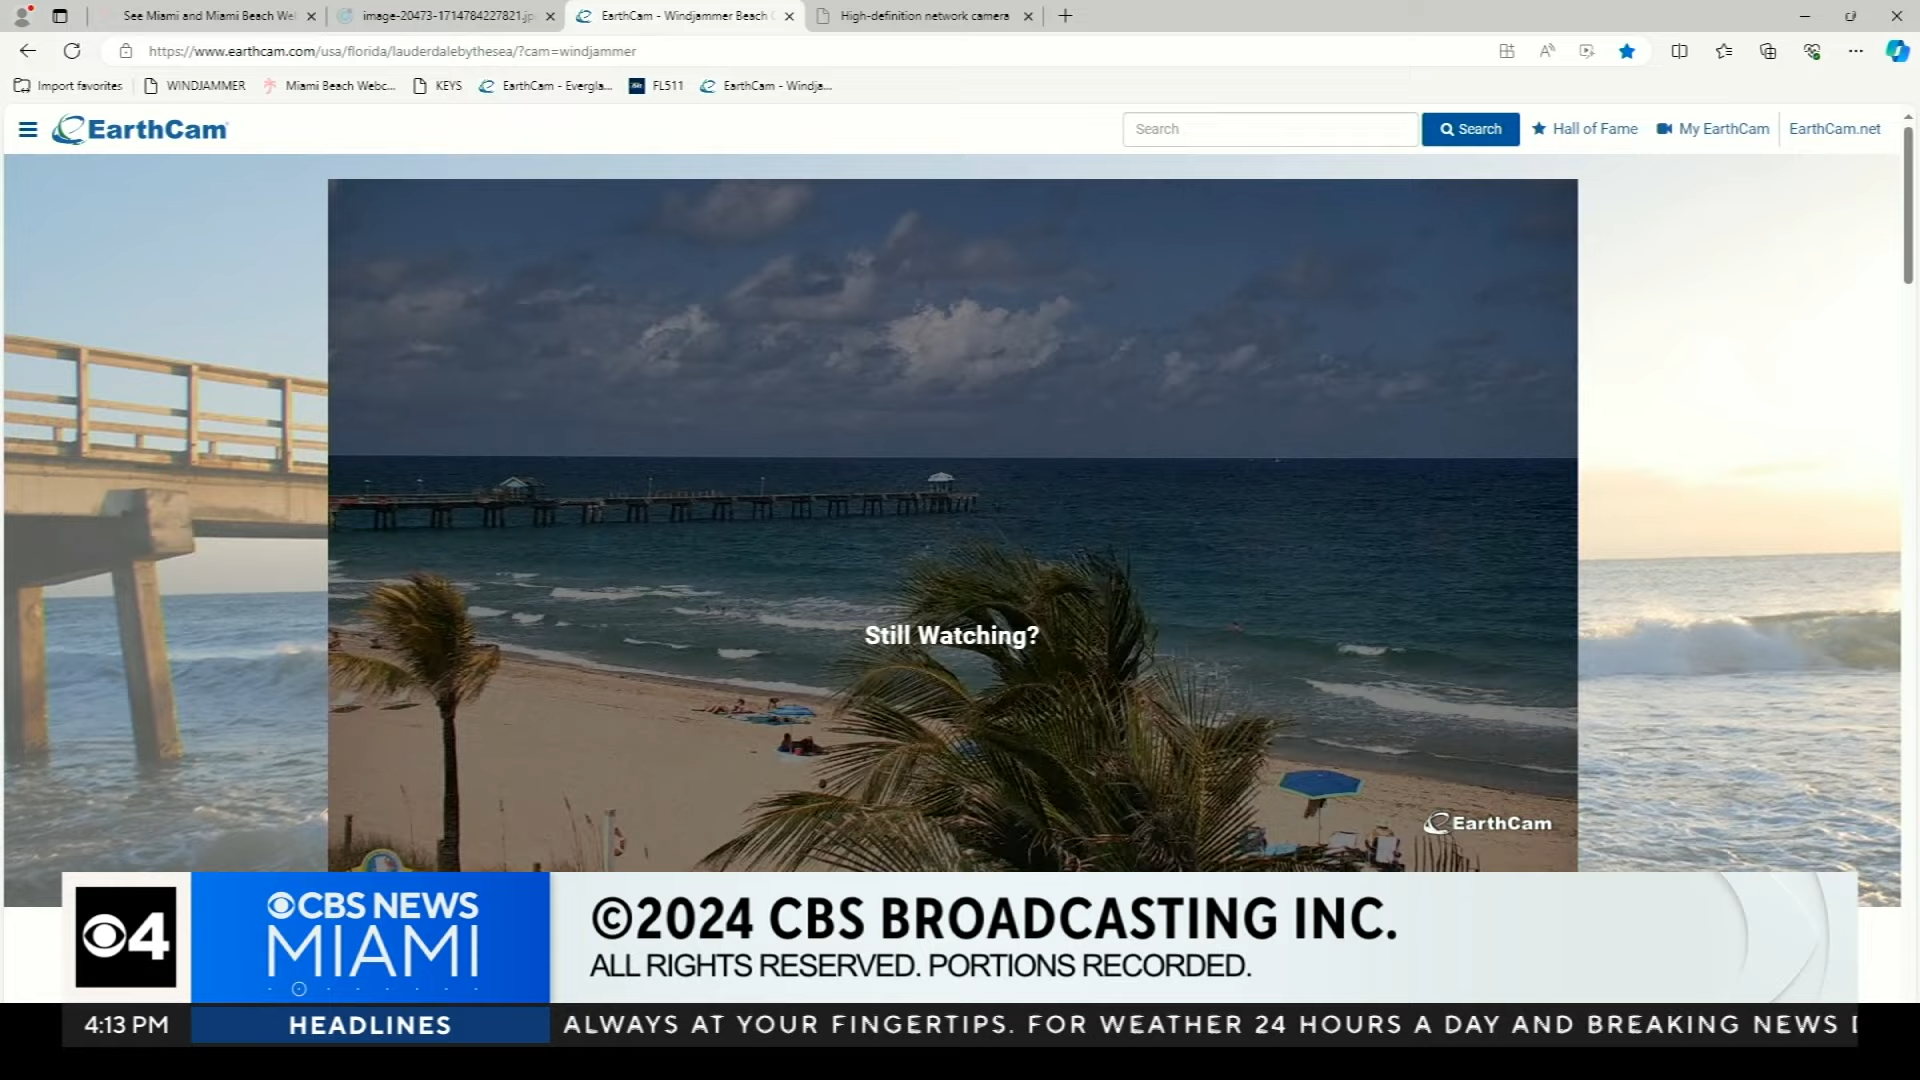 See Miami and Miami Beach We
image-20473-1714784227821.jp
EarthCam - Windjammer Beach
High-definition network camera
https://www.earthcam.com/usa/florida/lauderdalebythesea/?cam=windjammer
Import favorites
WINDJAMMER
Miami Beach Webc...
KEYS
EarthCam - Evergla...
FL511
EarthCam - Windja...
EarthCam
Search
Search
Hall of Fame
My EarthCam
EarthCam.net
Still Watching?
EarthCam
4
CBS NEWS
MIAMI
©2024 CBS BROADCASTING INC.
ALL RIGHTS RESERVED. PORTIONS RECORDED.
4:13 PM
HEADLINES
ALWAYS AT YOUR FINGERTIPS. FOR WEATHER 24 HOURS A DAY AND BREAKING NEWS